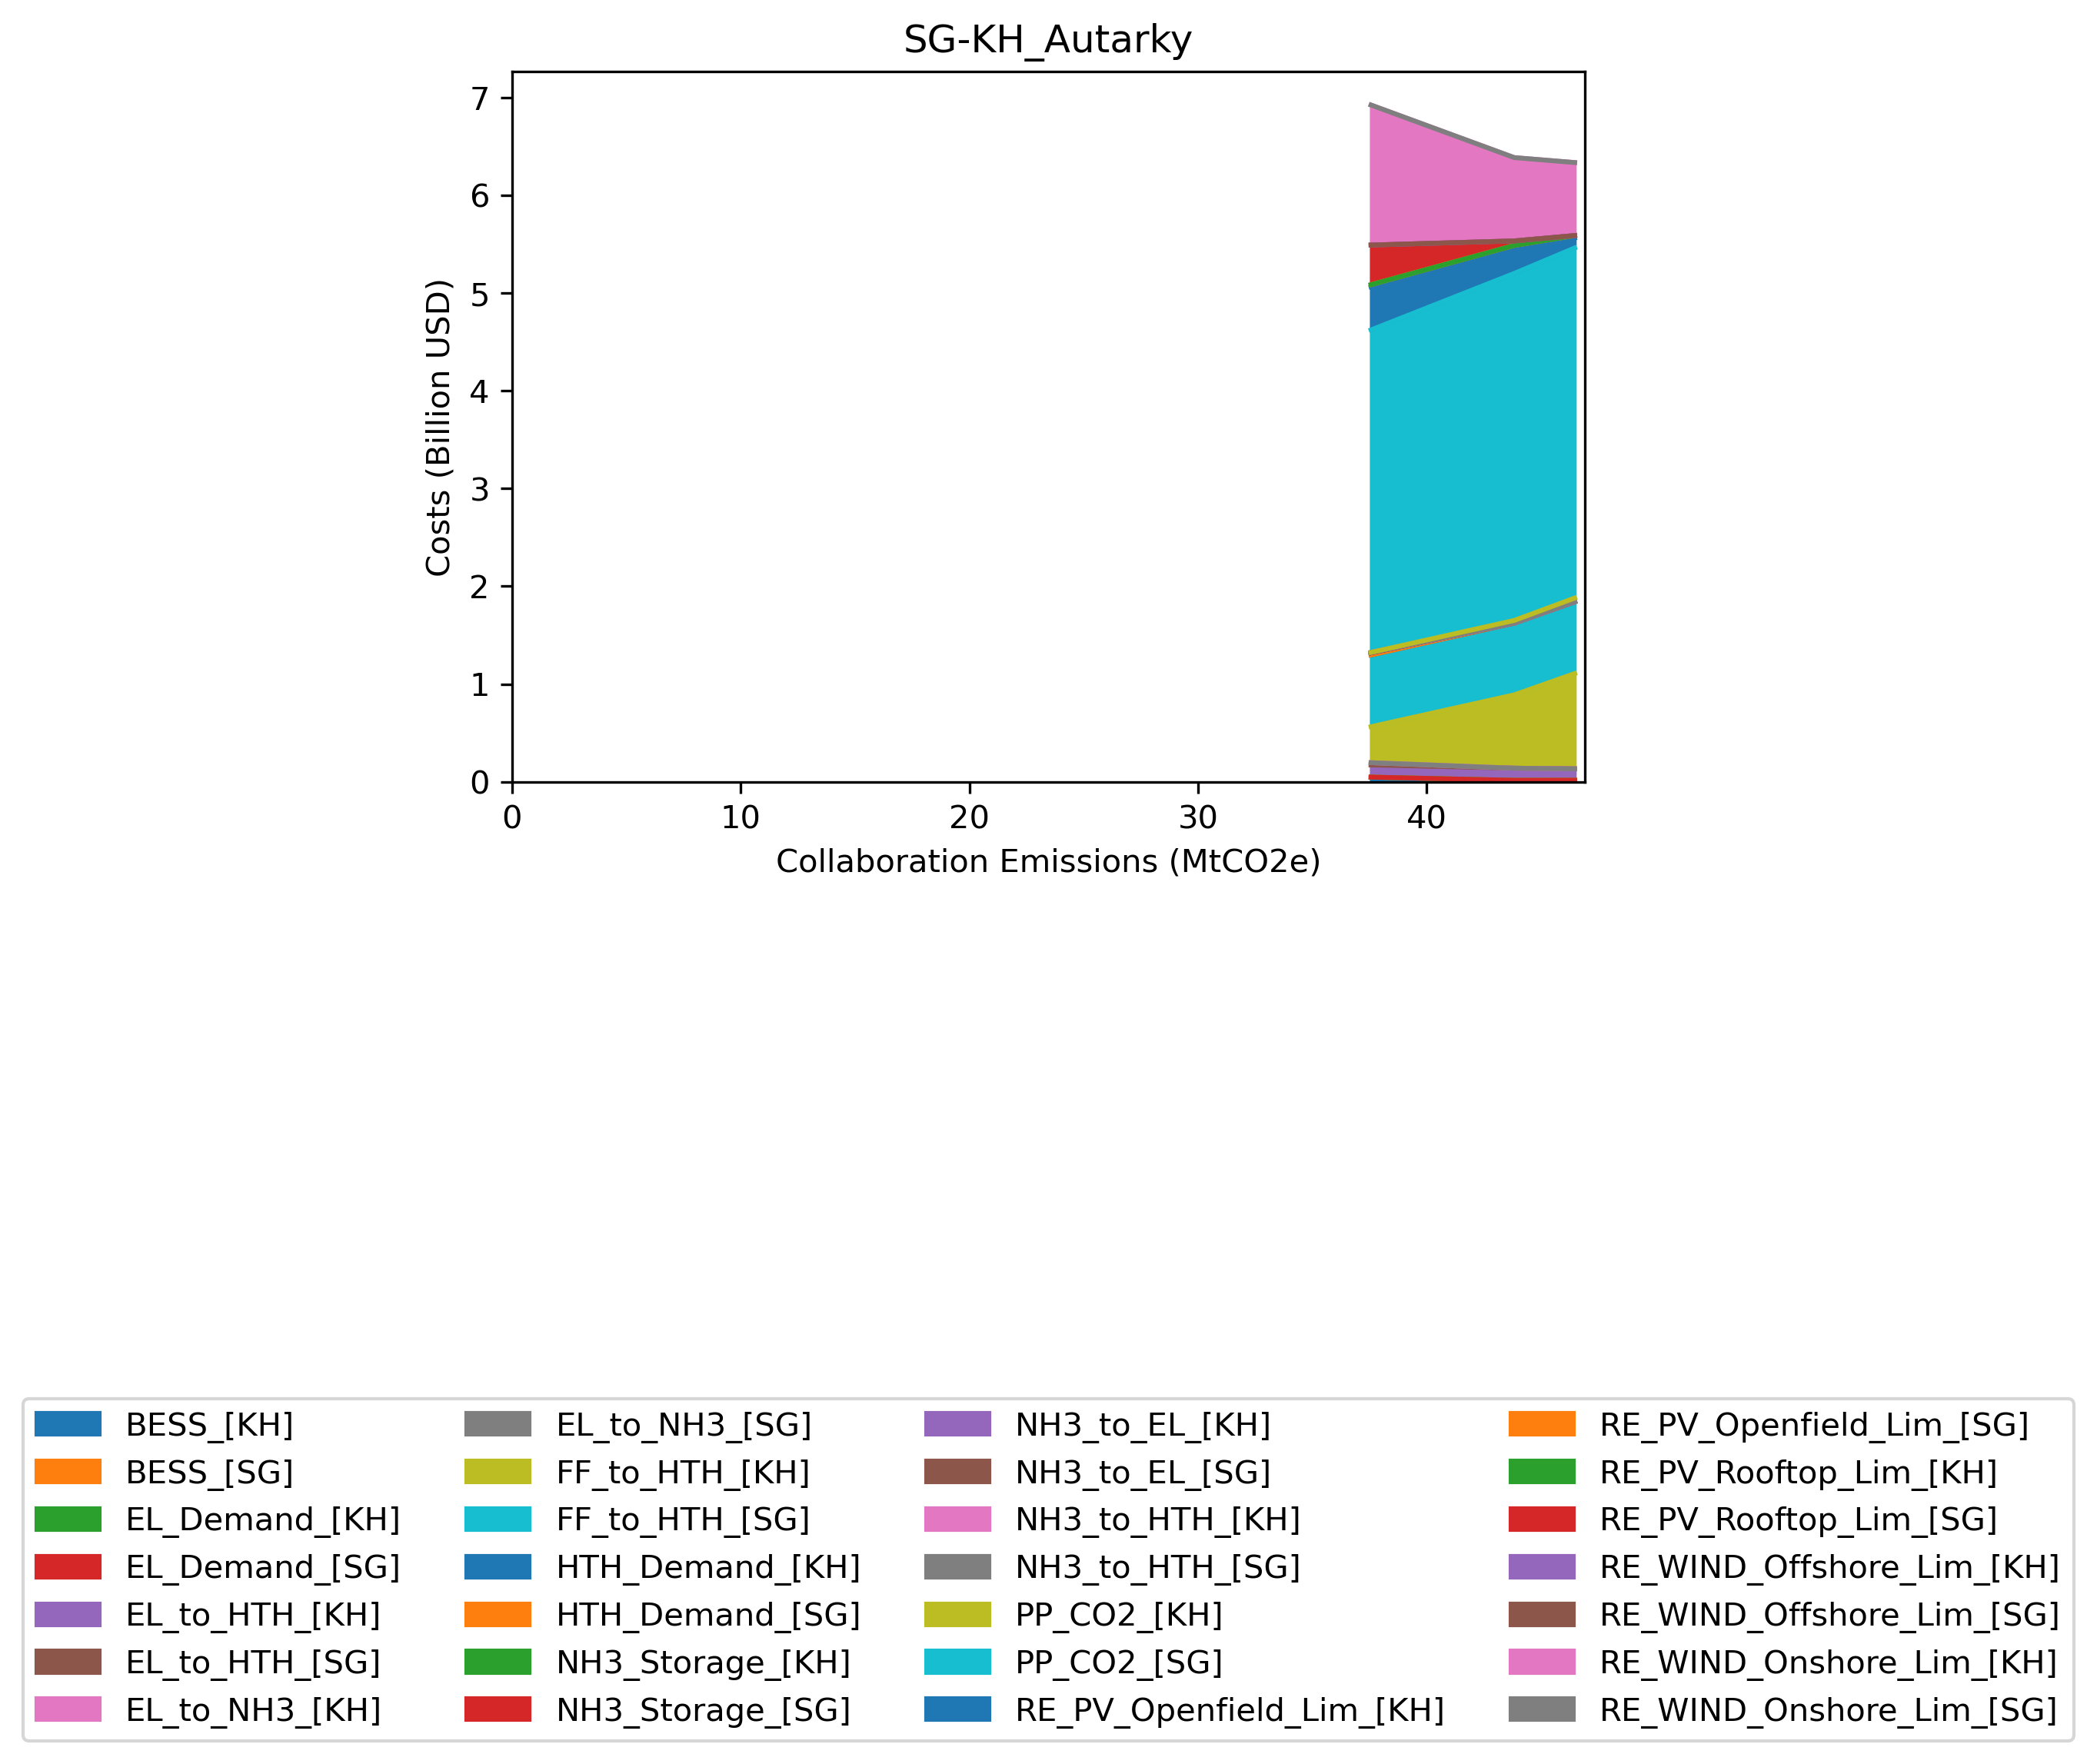 SG-KH_Autarky
7
6
5
4
3
2
1
0
Costs (Billion USD)
0 10 20 30 40
Collaboration Emissions (MtCO2e)
BESS_[KH]
BESS_[SG]
EL_Demand_[KH]
EL_Demand_[SG]
EL_to_HTH_[KH]
EL_to_HTH_[SG]
EL_to_NH3_[KH]
EL_to_NH3_[SG]
FF_to_HTH_[KH]
FF_to_HTH_[SG]
HTH_Demand_[KH]
HTH_Demand_[SG]
NH3_Storage_[KH]
NH3_Storage_[SG]
NH3_to_EL_[KH]
NH3_to_EL_[SG]
NH3_to_HTH_[KH]
NH3_to_HTH_[SG]
PP_CO2_[KH]
PP_CO2_[SG]
RE_PV_Openfield_Lim_[KH]
RE_PV_Openfield_Lim_[SG]
RE_PV_Rooftop_Lim_[KH]
RE_PV_Rooftop_Lim_[SG]
RE_WIND_Offshore_Lim_[KH]
RE_WIND_Offshore_Lim_[SG]
RE_WIND_Onshore_Lim_[KH]
RE_WIND_Onshore_Lim_[SG]